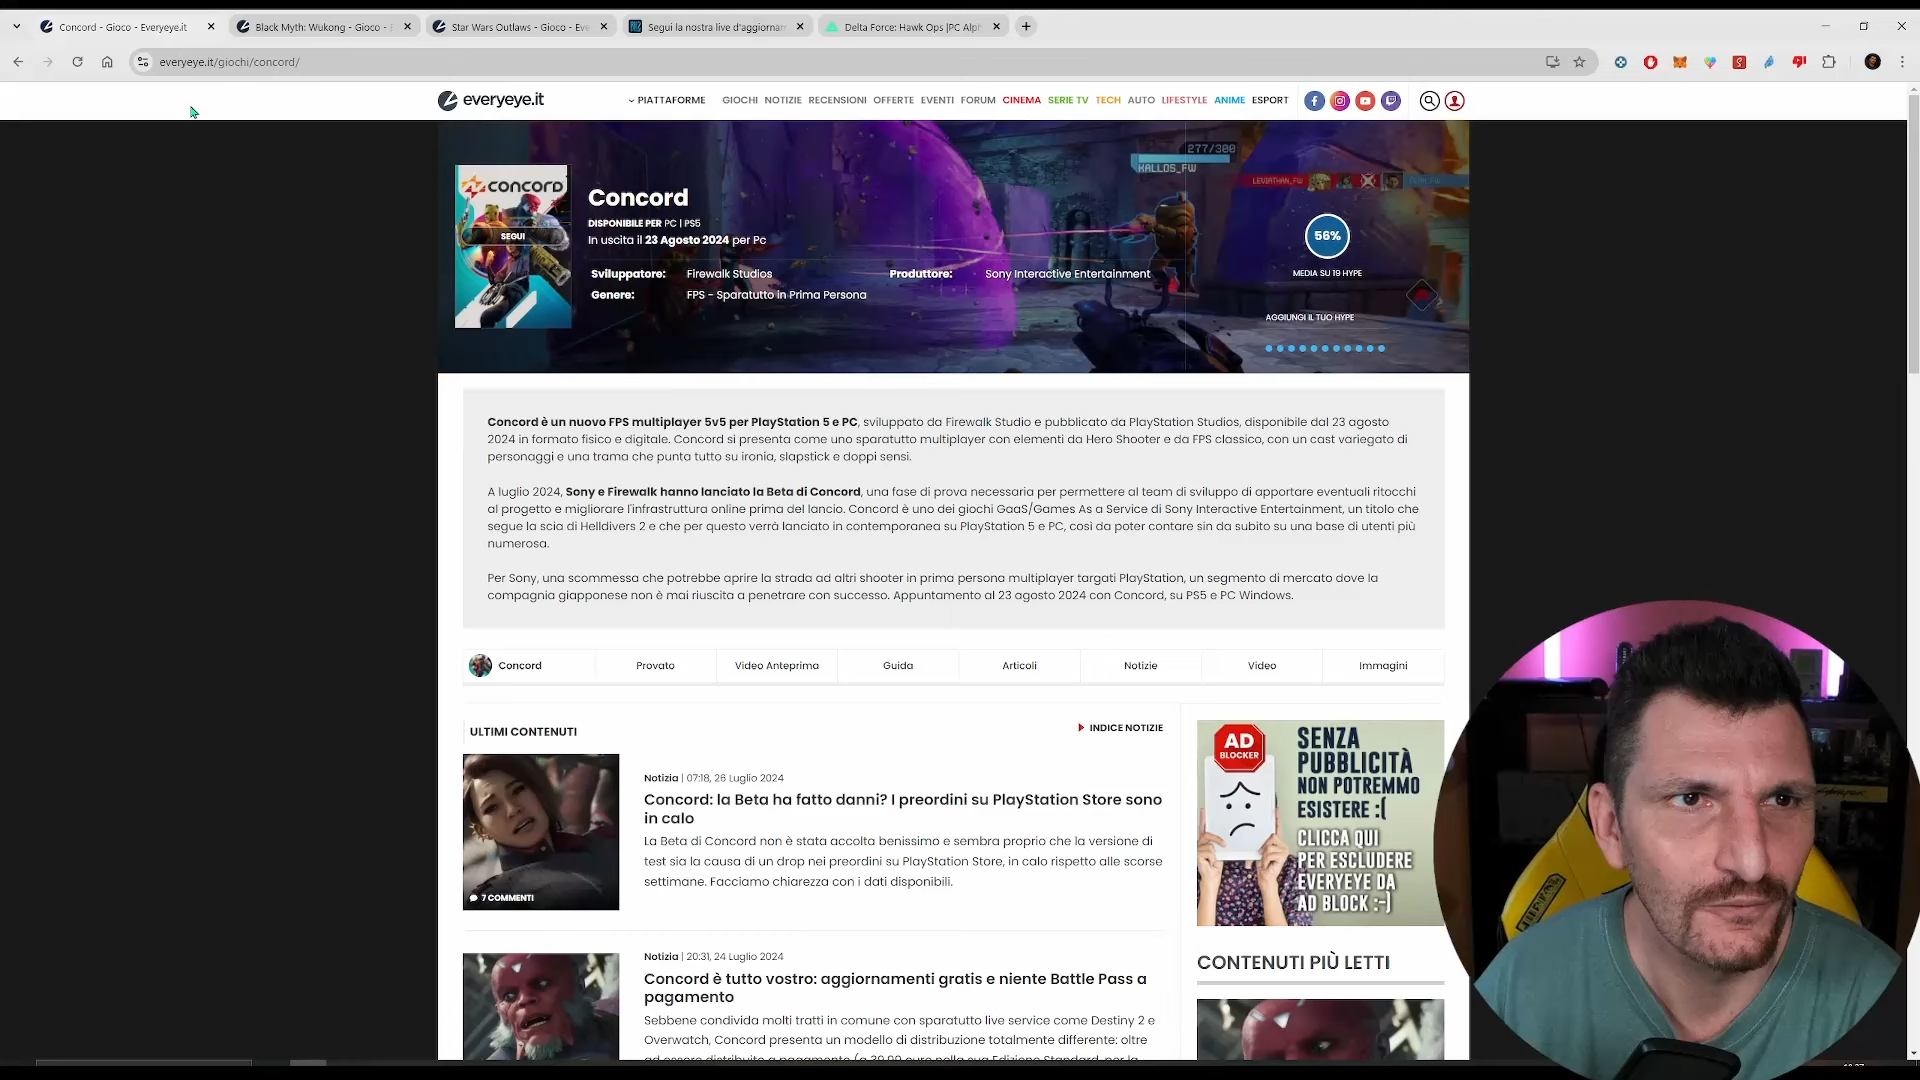 Concord - Gioco - Everyeye.it
Black Myth: Wukong - Gioco -
Star Wars Outlaws - Gioco - Eve
Segui la nostra live d'aggiornam
Delta Force: Hawk Ops |PC Alph
everyeye.it/giochi/concord/
everyeye.it
PIATTAFORME GIOCHI NOTIZIE RECENSIONI OFFERTE EVENTI FORUM CINEMA SERIE TV TECH AUTO LIFESTYLE ANIME ESPORT
277/300
KALLOS_FW
LEVIATHAN_FW
CONCORD
SEGUI
Concord
DISPONIBILE PER PC | PS5
In uscita il 23 Agosto 2024 per Pc
Sviluppatore: Firewalk Studios Produttore: Sony Interactive Entertainment
Genere: FPS - Sparatutto in Prima Persona
56%
MEDIA SU 19 HYPE
AGGIUNGI IL TUO HYPE
Concord è un nuovo FPS multiplayer 5v5 per PlayStation 5 e PC, sviluppato da Firewalk Studio e pubblicato da PlayStation Studios, disponibile dal 23 agosto
2024 in formato fisico e digitale. Concord si presenta come uno sparatutto multiplayer con elementi da Hero Shooter e da FPS classico, con un cast variegato di
personaggi e una trama che punta tutto su ironia, slapstick e doppi sensi.
A luglio 2024, Sony e Firewalk hanno lanciato la Beta di Concord, una fase di prova necessaria per permettere al team di sviluppo di apportare eventuali ritocchi
al progetto e migliorare l'infrastruttura online prima del lancio. Concord è uno dei giochi GaaS/Games As a Service di Sony Interactive Entertainment, un titolo che
segue la scia di Helldivers 2 e che per questo verrà lanciato in contemporanea su PlayStation 5 e PC, così da poter contare sin da subito su una base di utenti più
numerosa.
Per Sony, una scommessa che potrebbe aprire la strada ad altri shooter in prima persona multiplayer targati PlayStation, un segmento di mercato dove la
compagnia giapponese non è mai riuscita a penetrare con successo. Appuntamento al 23 agosto 2024 con Concord, su PS5 e PC Windows.
Concord Provato Video Anteprima Guida Articoli Notizie Video Immagini
ULTIMI CONTENUTI
INDICE NOTIZIE
Notizia | 07:18, 26 Luglio 2024
Concord: la Beta ha fatto danni? I preordini su PlayStation Store sono
in calo
La Beta di Concord non è stata accolta benissimo e sembra proprio che la versione di
test sia la causa di un drop nei preordini su PlayStation Store, in calo rispetto alle scorse
settimane. Facciamo chiarezza con i dati disponibili.
7 COMMENTI
Notizia | 20:31, 24 Luglio 2024
Concord è tutto vostro: aggiornamenti gratis e niente Battle Pass a
pagamento
Sebbene condivida molti tratti in comune con sparatutto live service come Destiny 2 e
Overwatch, Concord presenta un modello di distribuzione totalmente differente: oltre
ad essere distribuito a pagamento (a 39,99 euro nella sua Edizione Standard, per la
AD
BLOCKER
SENZA
PUBBLICITÀ
NON POTREMMO
ESISTERE :(
CLICCA QUI
PER ESCLUDERE
EVERYEYE DA
AD BLOCK :-)
CONTENUTI PIÙ LETTI